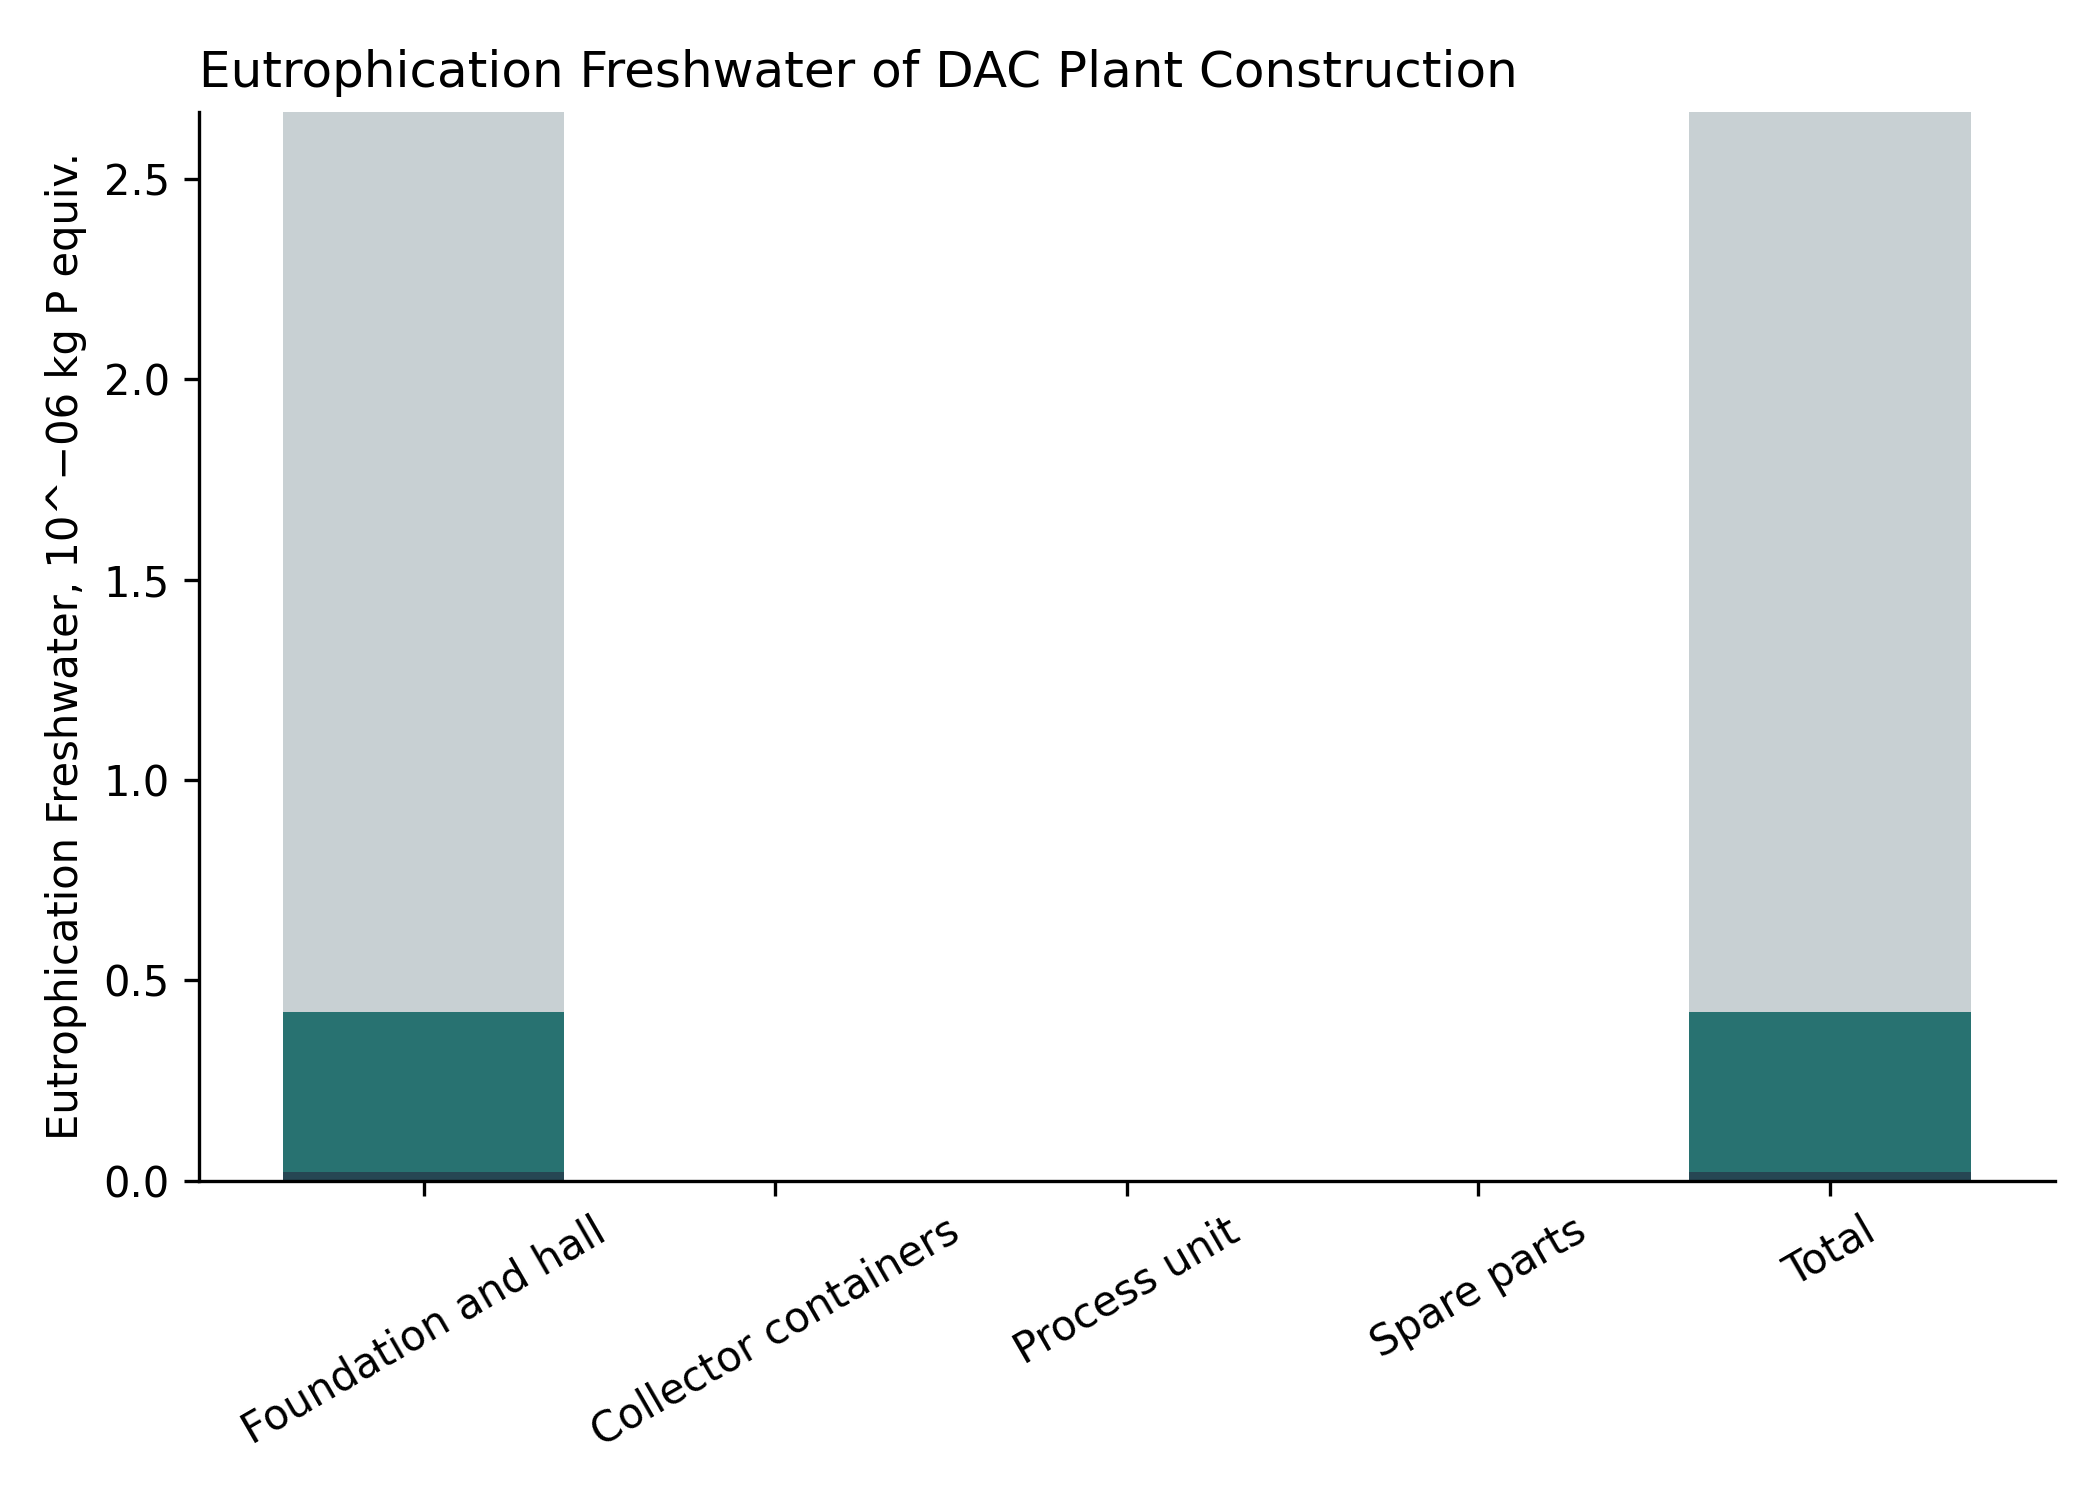 Eutrophication Freshwater of DAC Plant Construction
Eutrophication Freshwater, 10^−06 kg P equiv.
2.5
2.0
1.5
1.0
0.5
0.0
Foundation and hall
Collector containers
Process unit
Spare parts
Total